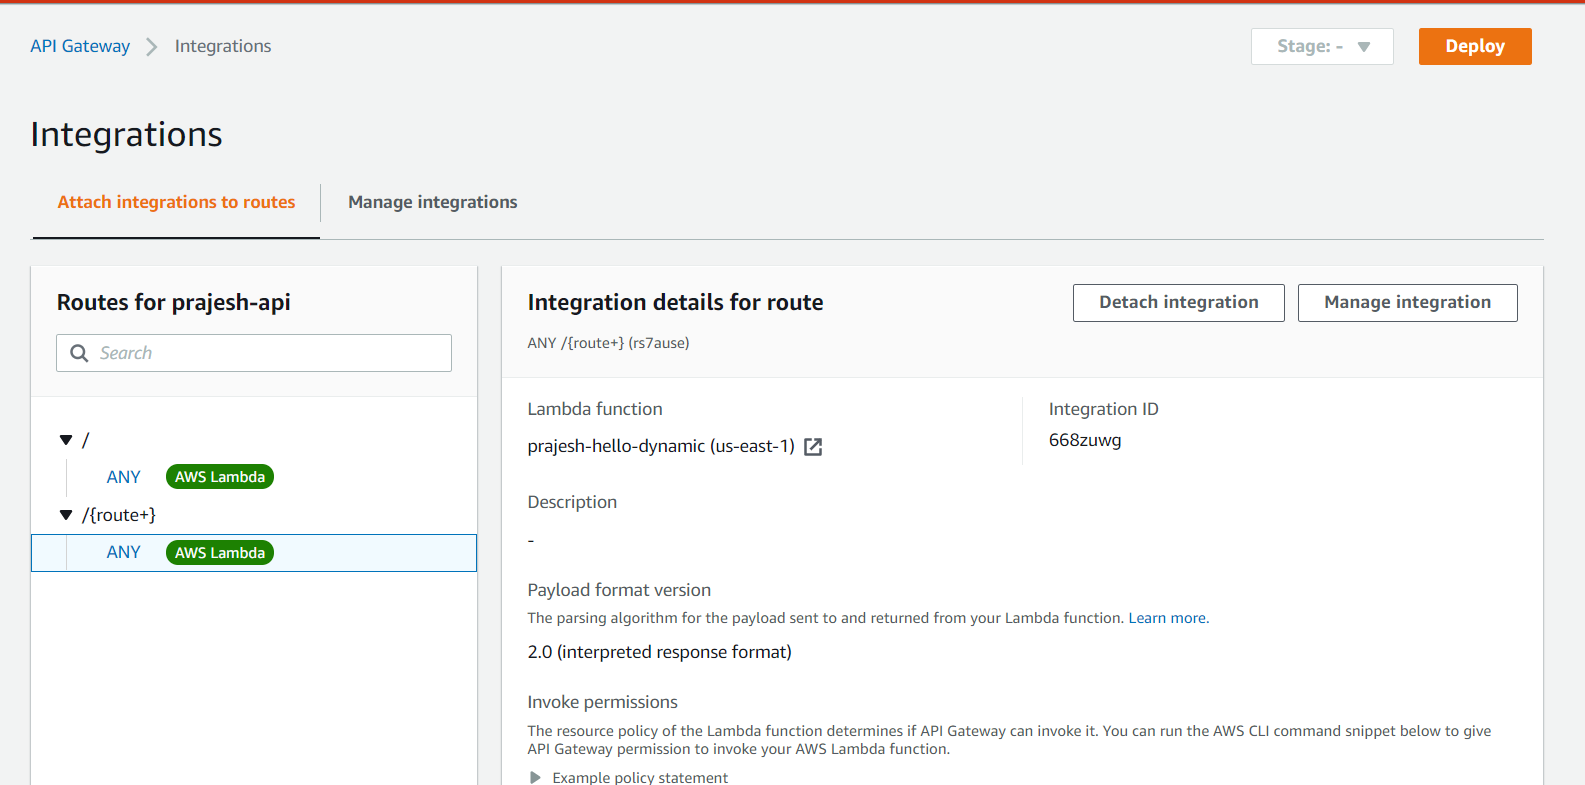 API Gateway
Integrations
Stage: -
Deploy
Integrations
Attach integrations to routes
Manage integrations
Routes for prajesh-api
Search
/
ANY AWS Lambda
/{route+}
ANY AWS Lambda
Integration details for route
Detach integration
Manage integration
ANY /{route+} (rs7ause)
Lambda function
prajesh-hello-dynamic (us-east-1)
Integration ID
668zuwg
Description
-
Payload format version
The parsing algorithm for the payload sent to and returned from your Lambda function. Learn more.
2.0 (interpreted response format)
Invoke permissions
The resource policy of the Lambda function determines if API Gateway can invoke it. You can run the AWS CLI command snippet below to give
API Gateway permission to invoke your AWS Lambda function.
Example policy statement